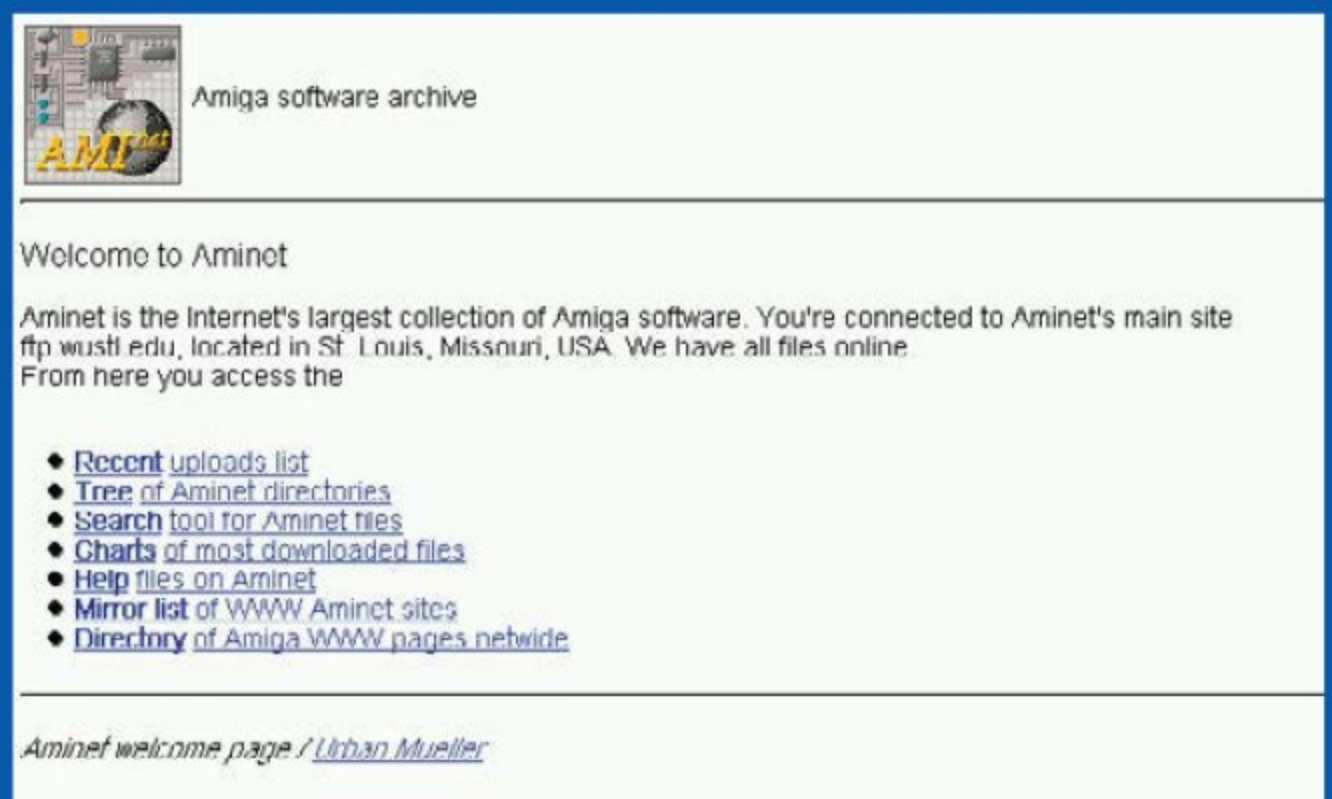 AMInet
Amiga software archive
Welcome to Aminet
Aminet is the Internet's largest collection of Amiga software. You're connected to Aminet's main site
ftp.wustl.edu, located in St. Louis, Missouri, USA. We have all files online.
From here you access the
Recent uploads list
Tree of Aminet directories
Search tool for Aminet files
Charts of most downloaded files
Help files on Aminet
Mirror list of WWW Aminet sites
Directory of Amiga WWW pages netwide
Aminet welcome page / Urban Mueller